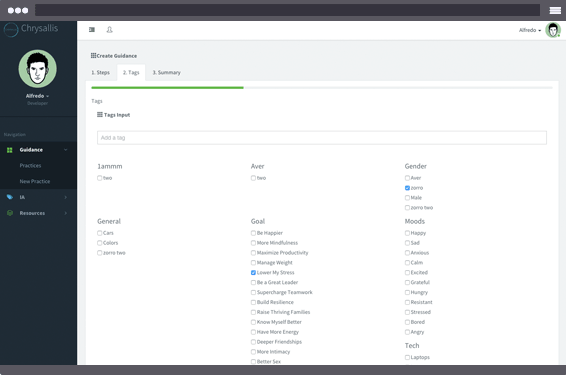 Chrysallis
Alfredo
Alfredo
Developer
Navigation
Guidance
Practices
New Practice
IA
Resources
Create Guidance
1. Steps
2. Tags
3. Summary
Tags
Tags Input
Add a tag
1ammm
two
Aver
two
Gender
Aver
zorro
Male
zorro two
General
Cars
Colors
zorro two
Goal
Be Happier
More Mindfulness
Maximize Productivity
Manage Weight
Lower My Stress
Be a Great Leader
Supercharge Teamwork
Build Resilience
Raise Thriving Families
Know Myself Better
Have More Energy
Deeper Friendships
More Intimacy
Better Sex
Moods
Happy
Sad
Anxious
Calm
Excited
Grateful
Hungry
Resistant
Stressed
Bored
Angry
Tech
Laptops